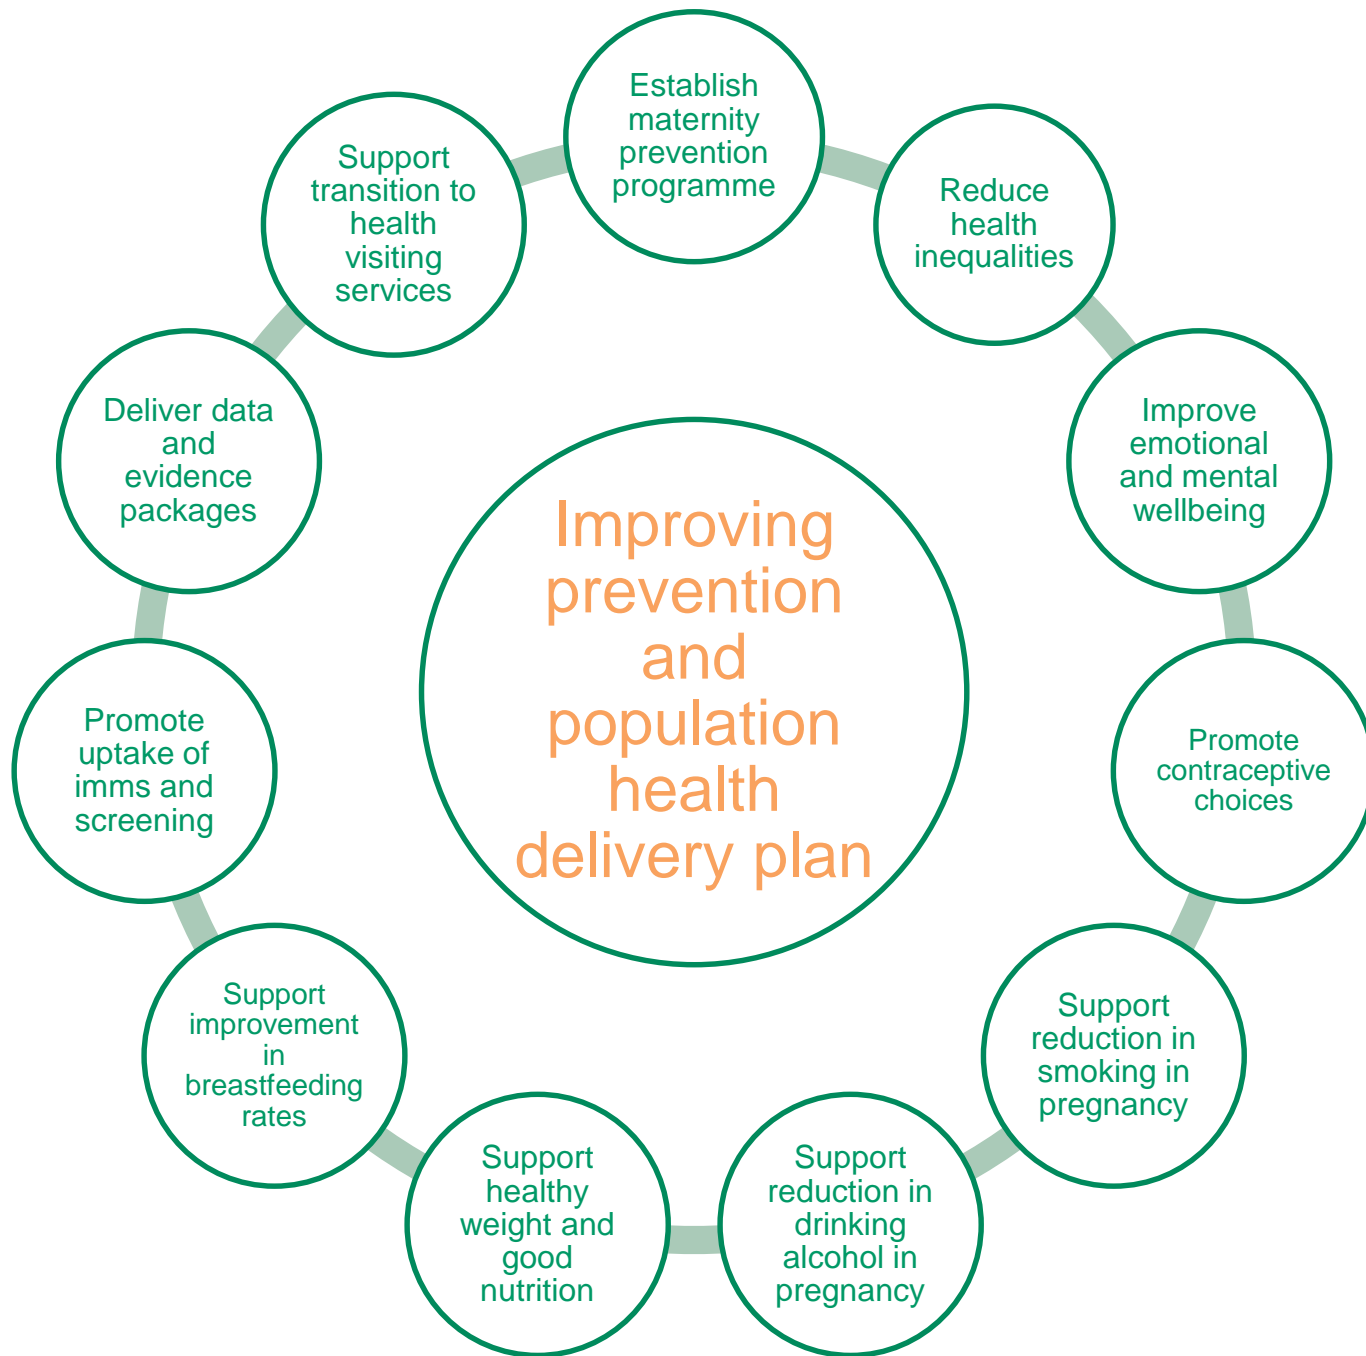 Establish
maternity
prevention
programme
Reduce
health
inequalities
Improve
emotional
and mental
wellbeing
Promote
contraceptive
choices
Support
reduction in
smoking in
pregnancy
Support
reduction in
drinking
alcohol in
pregnancy
Support
healthy
weight and
good
nutrition
Support
improvement
in
breastfeeding
rates
Promote
uptake of
imms and
screening
Deliver data
and
evidence
packages
Support
transition to
health
visiting
services
Improving
prevention
and
population
health
delivery plan